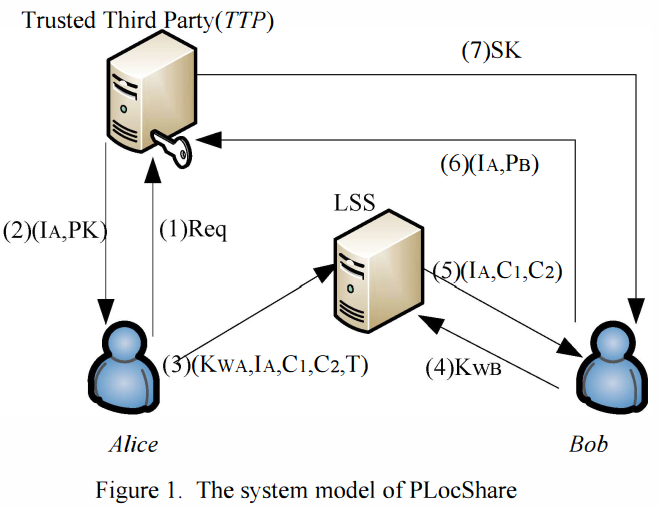 Trusted Third Party(TTP)
(7)SK
(6)(IA,PB)
LSS
(2)(IA,PK)
(1)Req
(5)(IA,C1,C2)
(3)(KWA,IA,C1,C2,T)
(4)KWB
Alice
Bob
Figure 1. The system model of PLocShare